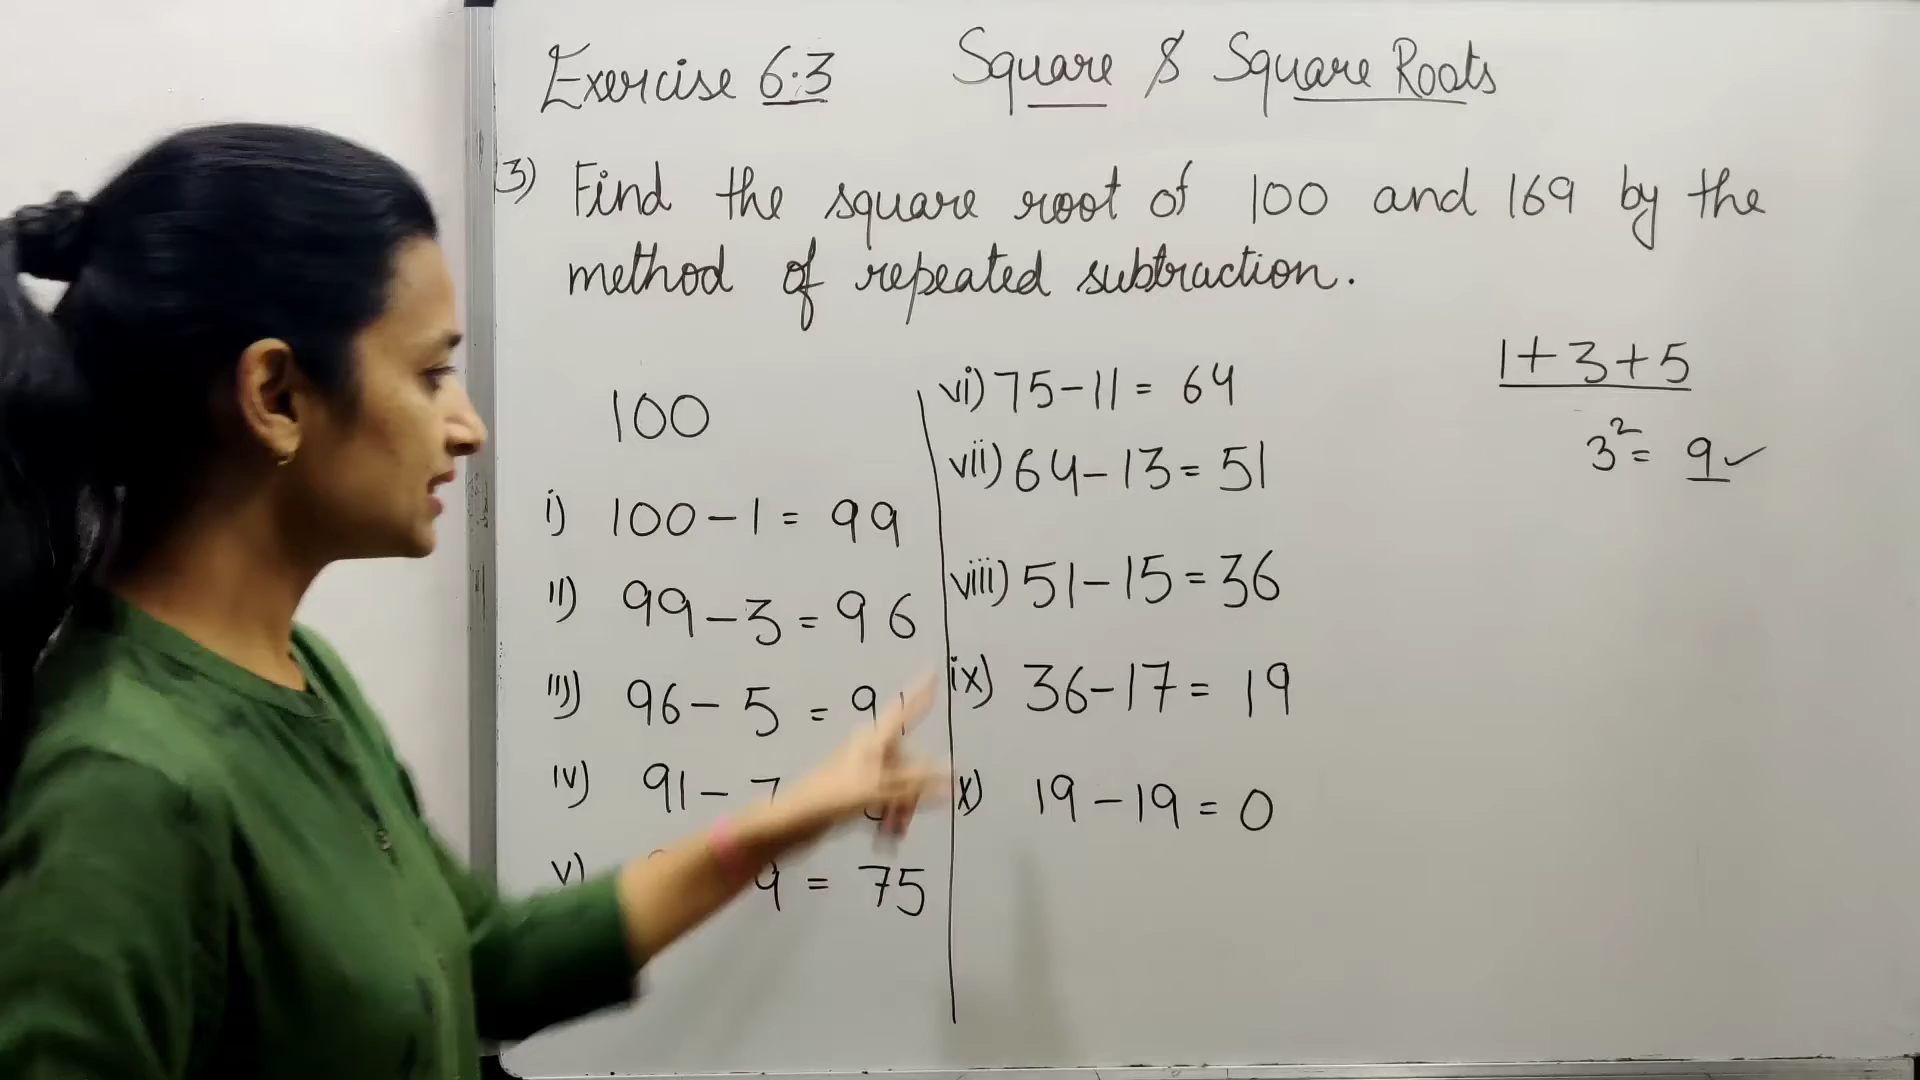 Exercise 6.3 Square & Square Roots
3) Find the square root of 100 and 169 by the
method of repeated subtraction.
100
i) 100 - 1 = 99
ii) 99 - 3 = 96
iii) 96 - 5 = 91
iv) 91 - 7
v) 9 = 75
vi) 75 - 11 = 64
vii) 64 - 13 = 51
viii) 51 - 15 = 36
ix) 36 - 17 = 19
x) 19 - 19 = 0
1 + 3 + 5
3² = 9 ✓